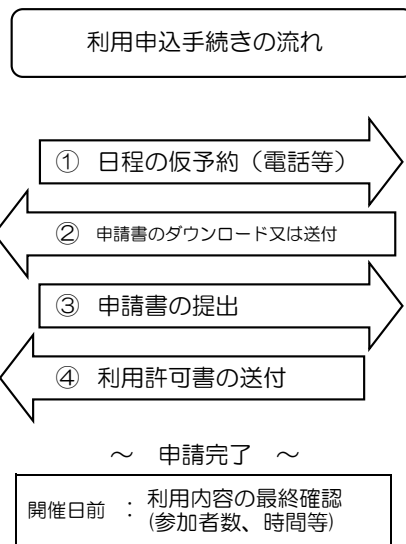 利用申込手続きの流れ
① 日程の仮予約（電話等）
② 申請書のダウンロード又は送付
③ 申請書の提出
④ 利用許可書の送付
～ 申請完了 ～
開催日前 ： 利用内容の最終確認
(参加者数、時間等)